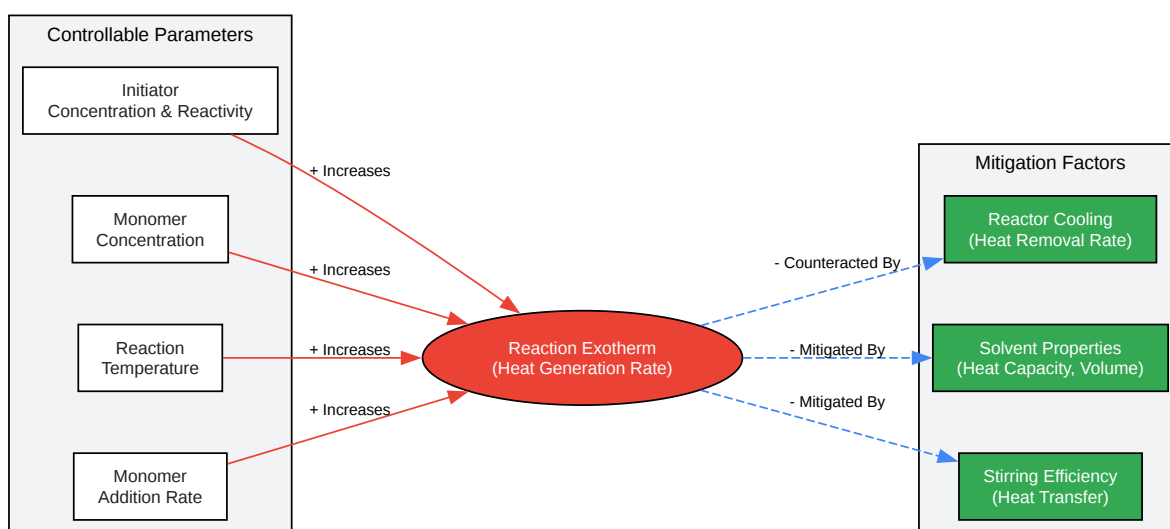 Controllable Parameters
Initiator
Concentration & Reactivity
Monomer
Concentration
Reaction
Temperature
Monomer
Addition Rate
+ Increases
+ Increases
+ Increases
+ Increases
Reaction Exotherm
(Heat Generation Rate)
- Counteracted By
- Mitigated By
- Mitigated By
Mitigation Factors
Reactor Cooling
(Heat Removal Rate)
Solvent Properties
(Heat Capacity, Volume)
Stirring Efficiency
(Heat Transfer)